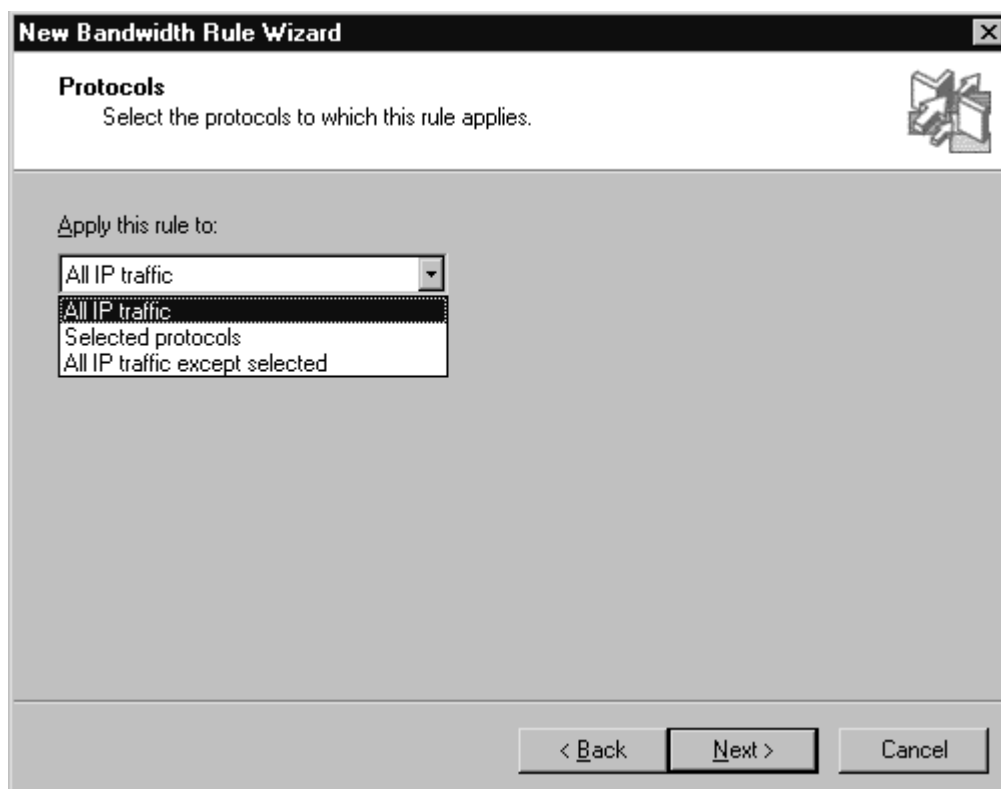 New Bandwidth Rule Wizard
Protocols
Select the protocols to which this rule applies.
Apply this rule to:
All IP traffic
All IP traffic
Selected protocols
All IP traffic except selected
< Back
Next >
Cancel